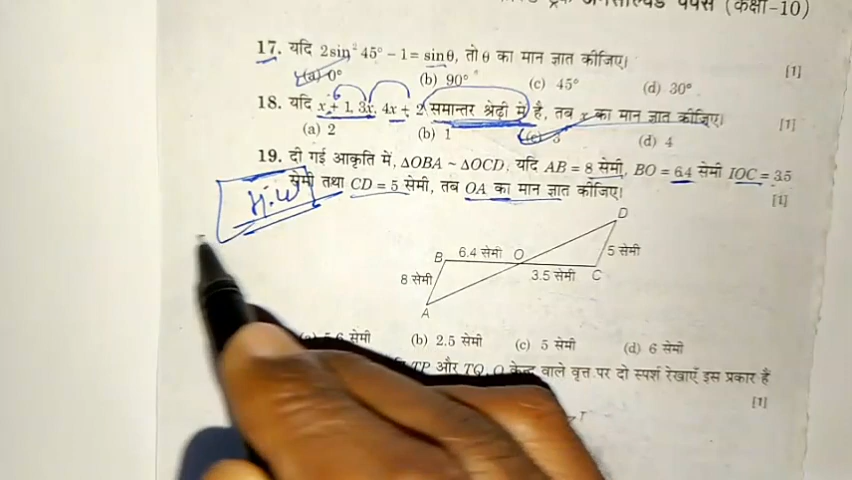 पेपर्स (कक्षा-10)
17. यदि 2sin² 45° – 1 = sinθ, तो θ का मान ज्ञात कीजिए। [1]
(a) 0° (b) 90° (c) 45° (d) 30°
18. यदि x + 1, 3x, 4x + 2 समान्तर श्रेढ़ी में है, तब x का मान ज्ञात कीजिए। [1]
(a) 2 (b) 1 (c) 3 (d) 4
19. दी गई आकृति में, ΔOBA ~ ΔOCD, यदि AB = 8 सेमी, BO = 6.4 सेमी IOC = 3.5
सेमी तथा CD = 5 सेमी, तब OA का मान ज्ञात कीजिए। [1]
H.W
D
B 6.4 सेमी O 5 सेमी
8 सेमी 3.5 सेमी C
A
5.6 सेमी (b) 2.5 सेमी (c) 5 सेमी (d) 6 सेमी
TP और TQ, O केन्द्र वाले वृत्त पर दो स्पर्श रेखाएँ इस प्रकार हैं
[1]
T